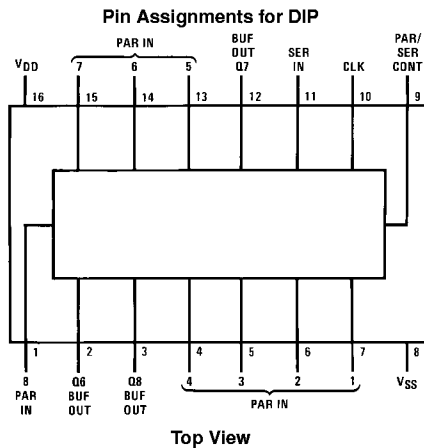 Pin Assignments for DIP
PAR IN
BUF OUT Q7
SER IN
PAR/ SER CONT
VDD 7 6 5 CLK
16 15 14 13 12 11 10 9
1 2 3 4 5 6 7 8
8 PAR IN
Q6 BUF OUT
Q8 BUF OUT
4 3 2 1
PAR IN
VSS
Top View